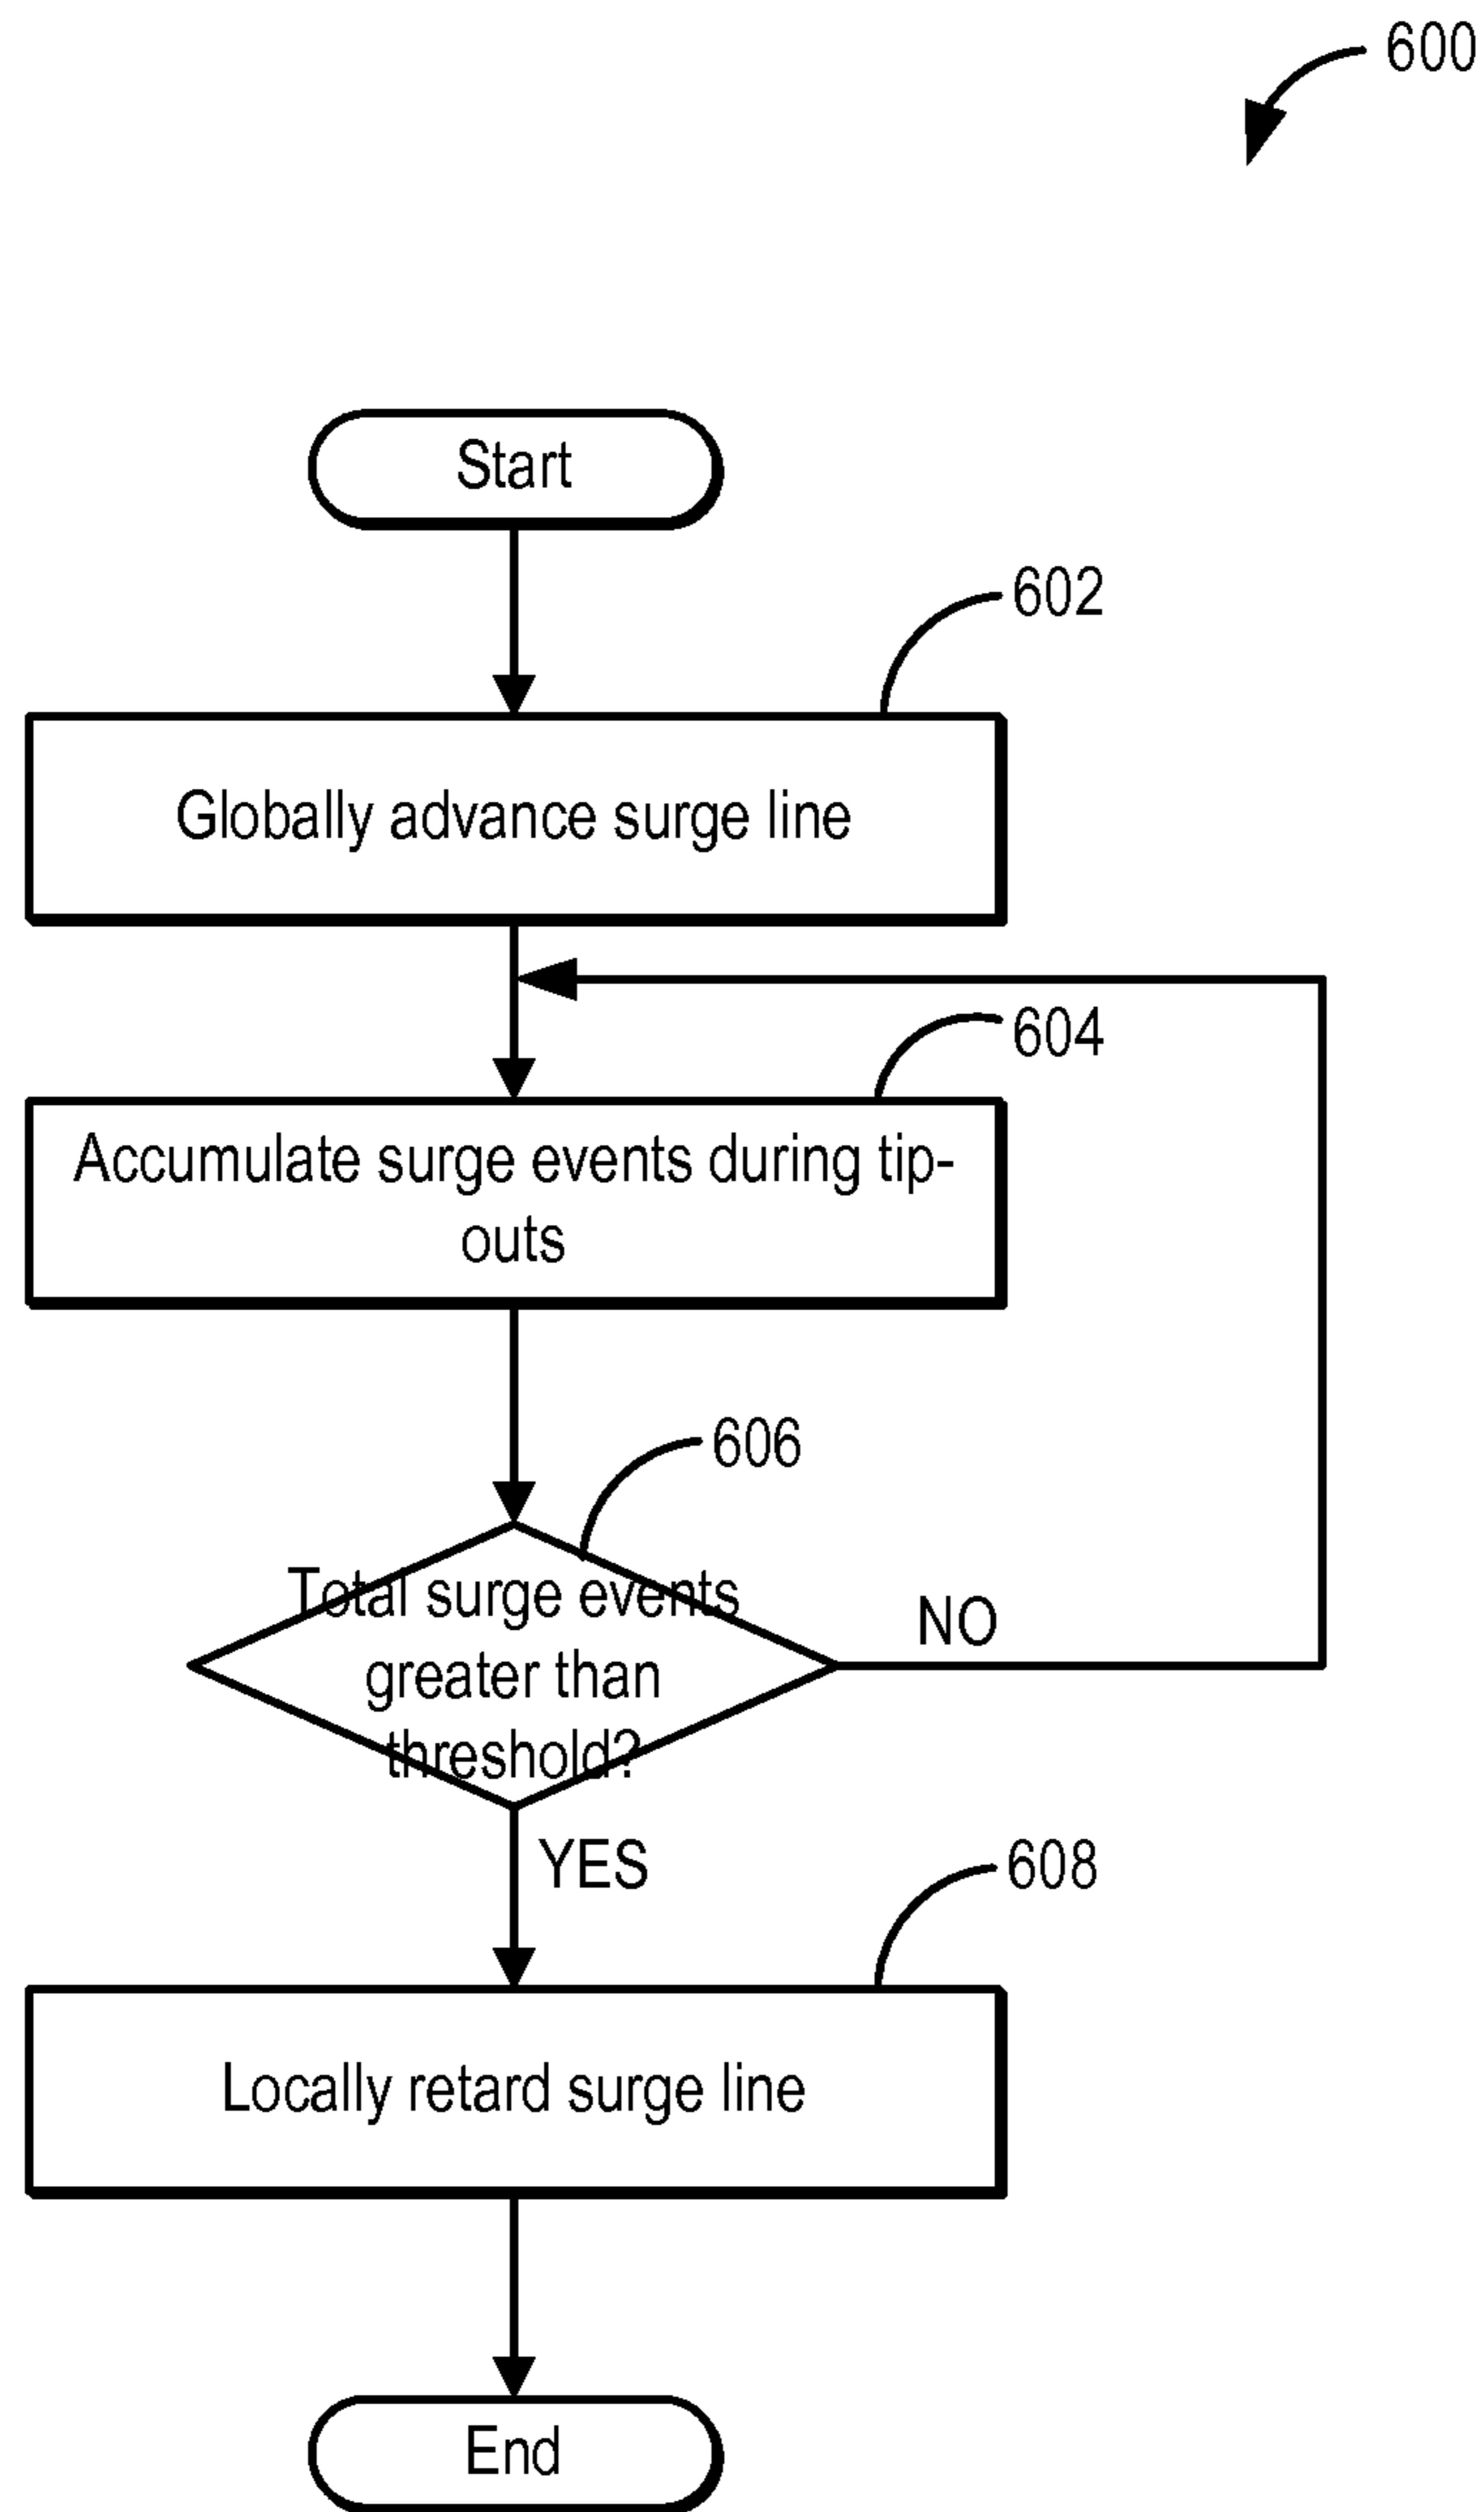 600
Start
602
Globally advance surge line
604
Accumulate surge events during tip-
outs
606
Total surge events
greater than
threshold?
NO
YES
608
Locally retard surge line
End